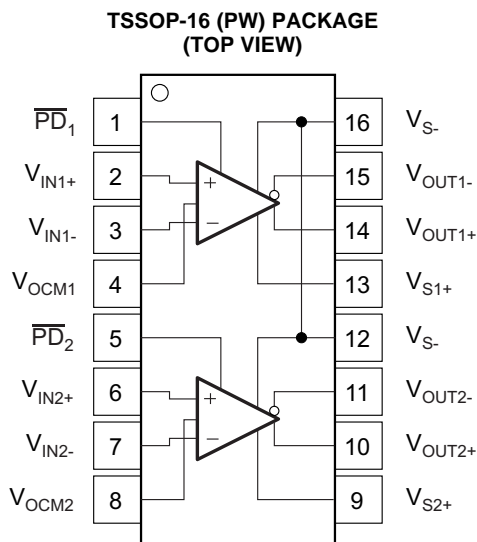 TSSOP-16 (PW) PACKAGE
(TOP VIEW)
PD1 1 16 VS-
VIN1+ 2 + 15 VOUT1-
VIN1- 3 − 14 VOUT1+
VOCM1 4 13 VS1+
PD2 5 12 VS-
VIN2+ 6 + 11 VOUT2-
VIN2- 7 − 10 VOUT2+
VOCM2 8 9 VS2+